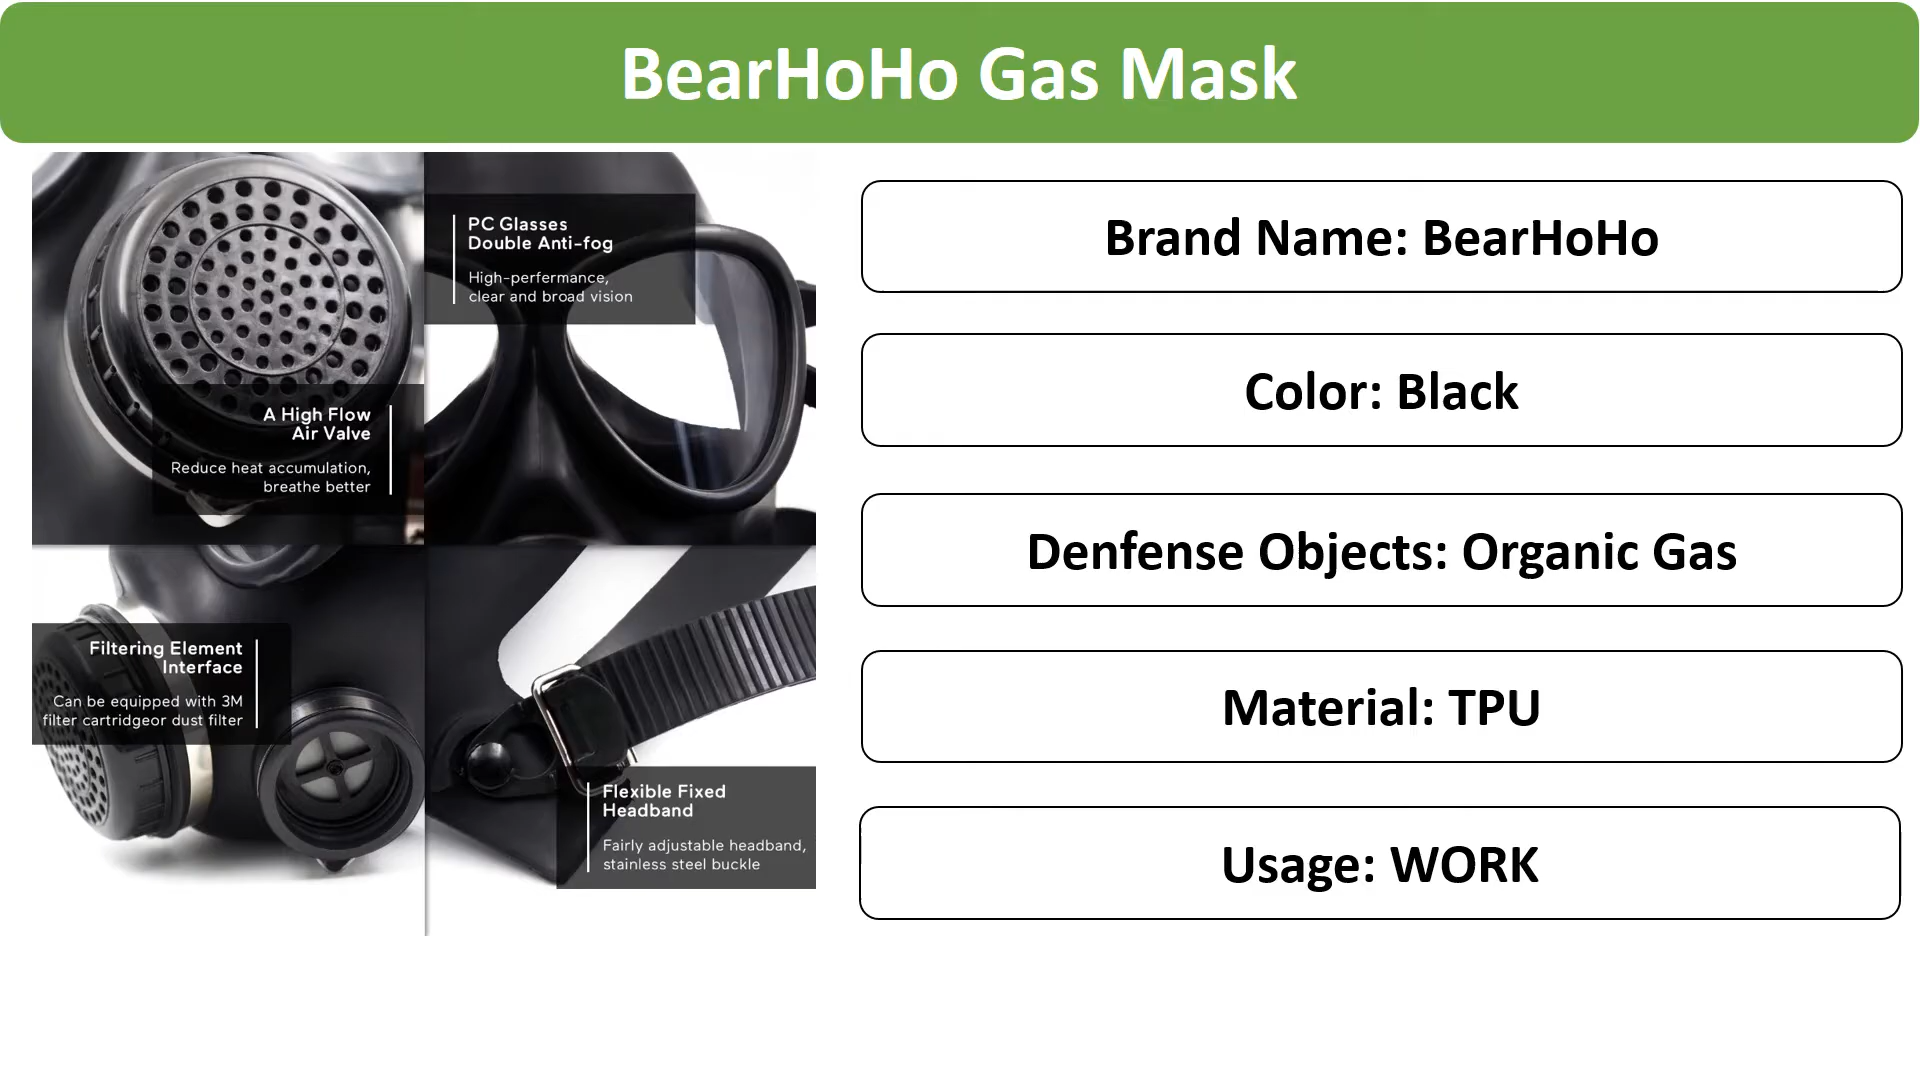 BearHoHo Gas Mask
PC Glasses
Double Anti-fog
High-perfermance,
clear and broad vision
A High Flow
Air Valve
Reduce heat accumulation,
breathe better
Filtering Element
Interface
Can be equipped with 3M
filter cartridgeor dust filter
Flexible Fixed
Headband
Fairly adjustable headband,
stainless steel buckle
Brand Name: BearHoHo
Color: Black
Denfense Objects: Organic Gas
Material: TPU
Usage: WORK